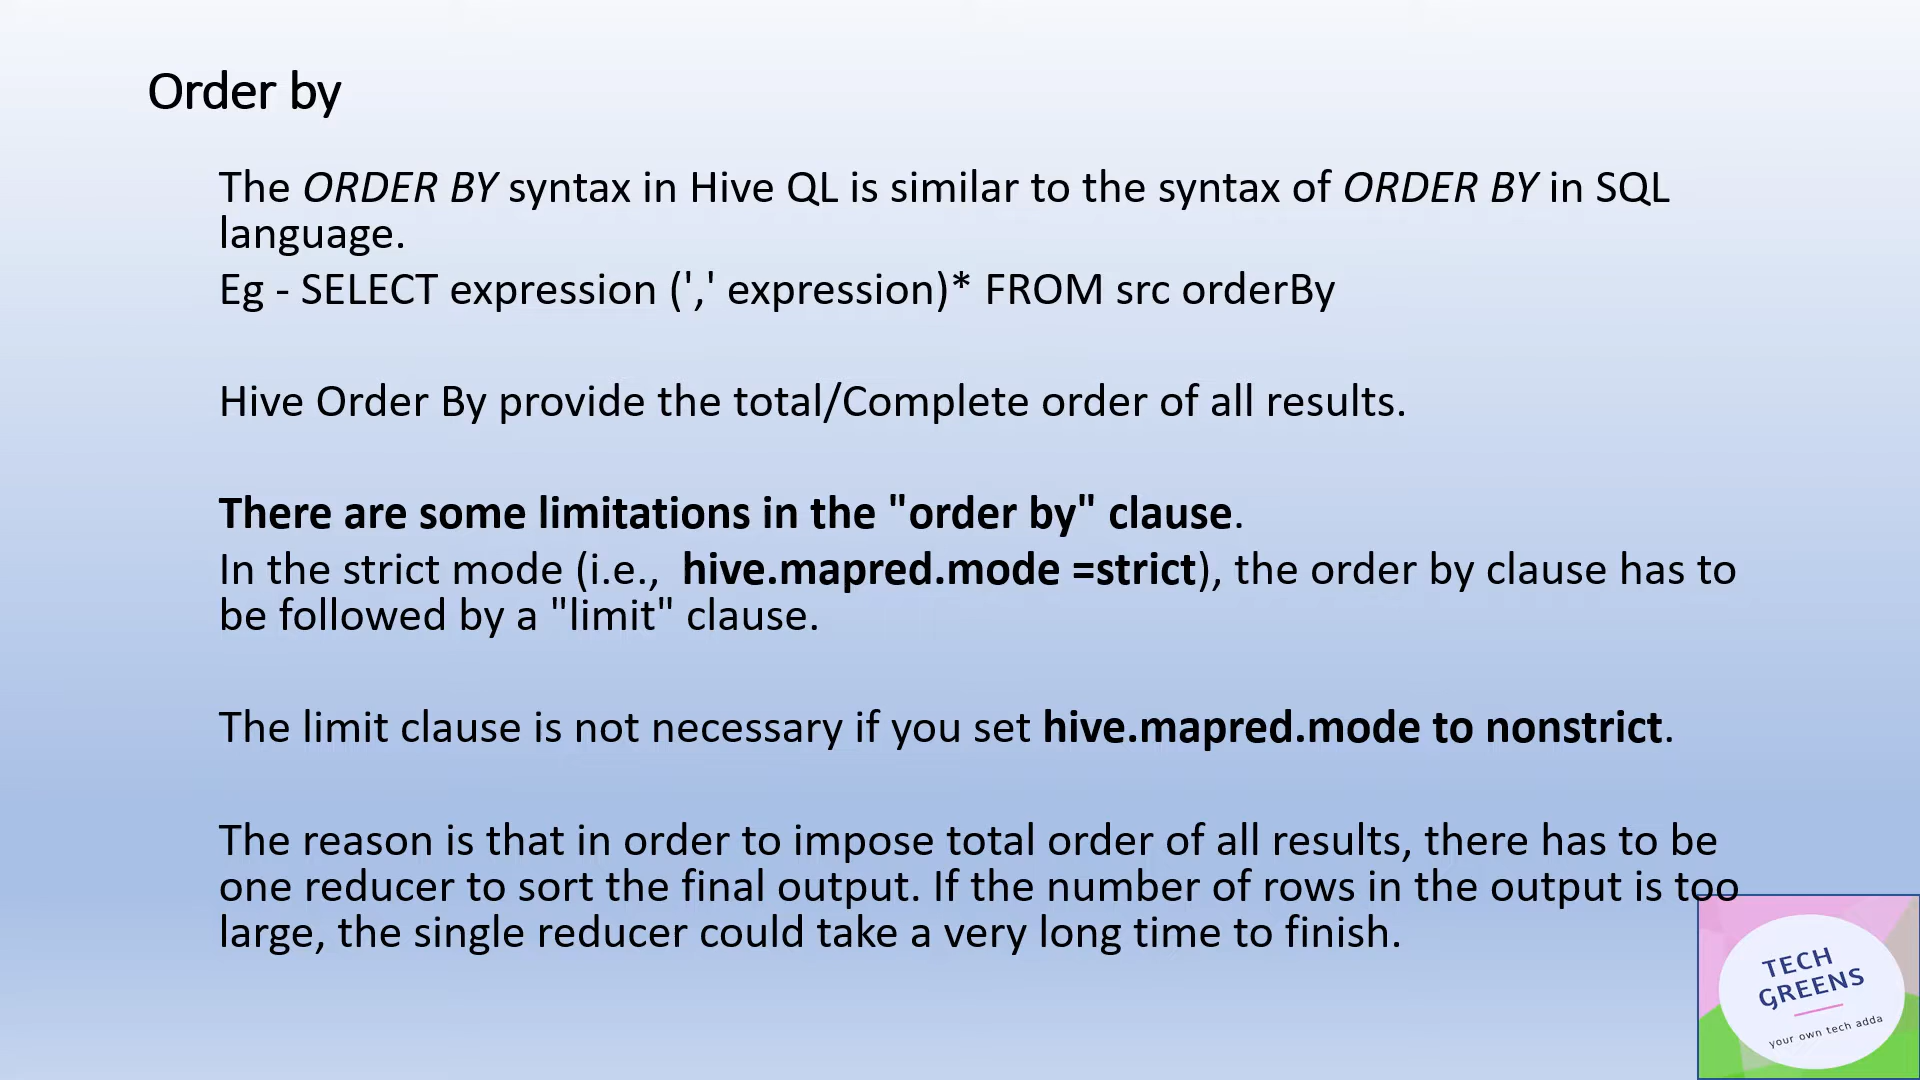 Order by
The ORDER BY syntax in Hive QL is similar to the syntax of ORDER BY in SQL
language.
Eg - SELECT expression (',' expression)* FROM src orderBy
Hive Order By provide the total/Complete order of all results.
There are some limitations in the "order by" clause.
In the strict mode (i.e.,  hive.mapred.mode =strict), the order by clause has to
be followed by a "limit" clause.
The limit clause is not necessary if you set hive.mapred.mode to nonstrict.
The reason is that in order to impose total order of all results, there has to be
one reducer to sort the final output. If the number of rows in the output is too
large, the single reducer could take a very long time to finish.
TECH
GREENS
your own tech adda